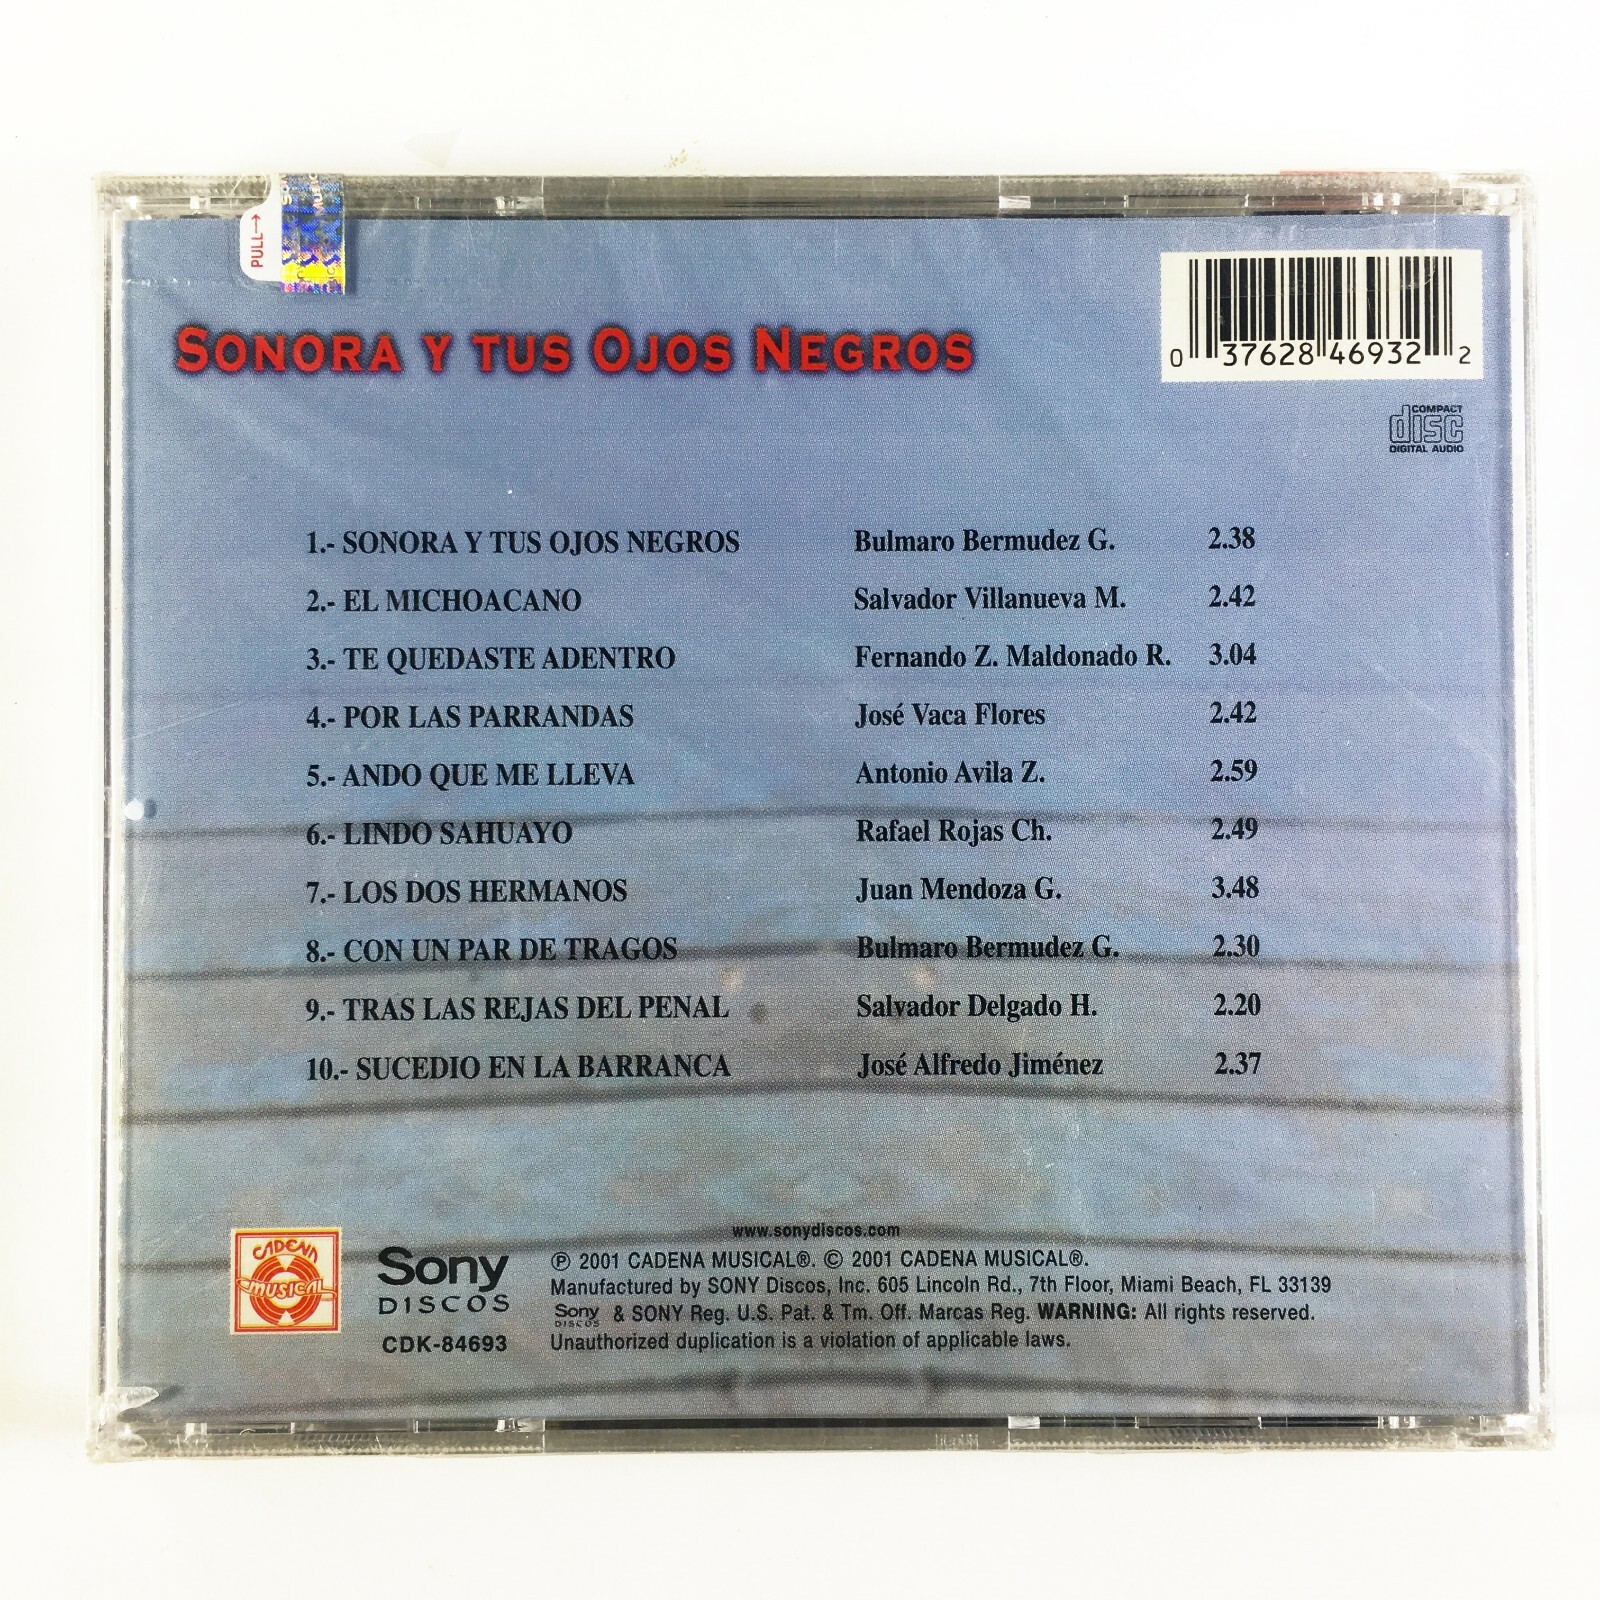 PULL→
SONORA Y TUS OJOS NEGROS
0 37628 46932 2
COMPACT
disc
DIGITAL AUDIO
1.- SONORA Y TUS OJOS NEGROS Bulmaro Bermudez G. 2.38
2.- EL MICHOACANO Salvador Villanueva M. 2.42
3.- TE QUEDASTE ADENTRO Fernando Z. Maldonado R. 3.04
4.- POR LAS PARRANDAS José Vaca Flores 2.42
5.- ANDO QUE ME LLEVA Antonio Avila Z. 2.59
6.- LINDO SAHUAYO Rafael Rojas Ch. 2.49
7.- LOS DOS HERMANOS Juan Mendoza G. 3.48
8.- CON UN PAR DE TRAGOS Bulmaro Bermudez G. 2.30
9.- TRAS LAS REJAS DEL PENAL Salvador Delgado H. 2.20
10.- SUCEDIO EN LA BARRANCA José Alfredo Jiménez 2.37
CADENA
MUSICAL
Sony
DISCOS
CDK-84693
www.sonydiscos.com
℗ 2001 CADENA MUSICAL®. © 2001 CADENA MUSICAL®.
Manufactured by SONY Discos, Inc. 605 Lincoln Rd., 7th Floor, Miami Beach, FL 33139
Sony DISCOS & SONY Reg. U.S. Pat. & Tm. Off. Marcas Reg. WARNING: All rights reserved.
Unauthorized duplication is a violation of applicable laws.